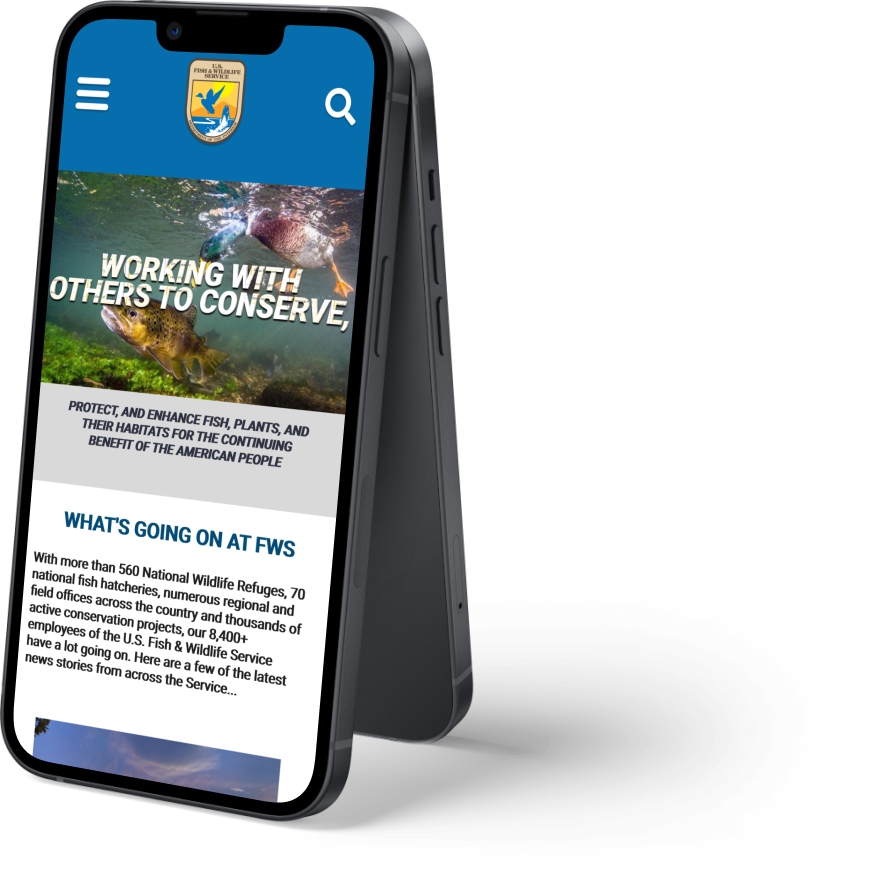 U.S.
FISH & WILDLIFE
SERVICE
WORKING WITH
OTHERS TO CONSERVE,
PROTECT, AND ENHANCE FISH, PLANTS, AND
THEIR HABITATS FOR THE CONTINUING
BENEFIT OF THE AMERICAN PEOPLE
WHAT'S GOING ON AT FWS
With more than 560 National Wildlife Refuges, 70
national fish hatcheries, numerous regional and
field offices across the country and thousands of
active conservation projects, our 8,400+
employees of the U.S. Fish & Wildlife Service
have a lot going on. Here are a few of the latest
news stories from across the Service...